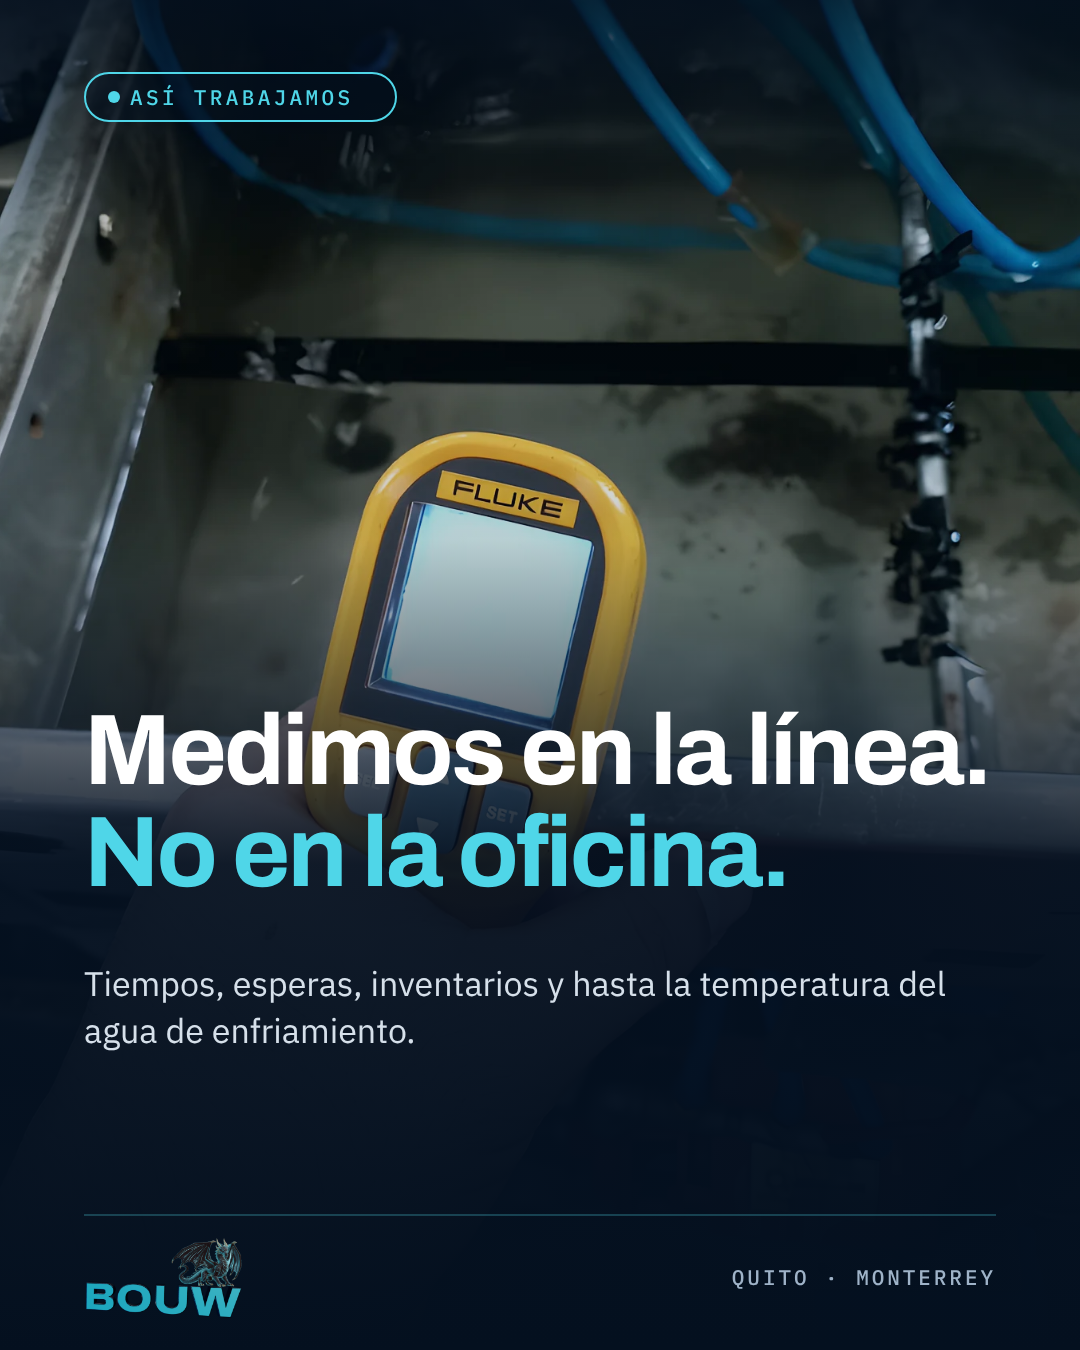 ASÍ TRABAJAMOS
FLUKE
SET
Medimos en la línea.
No en la oficina.
Tiempos, esperas, inventarios y hasta la temperatura del
agua de enfriamiento.
BOUW
QUITO · MONTERREY